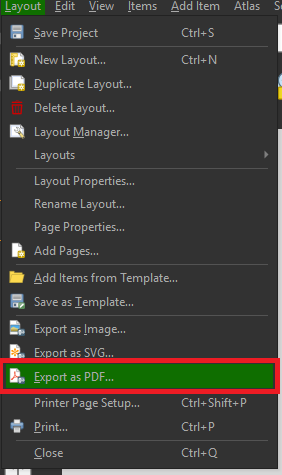 Layout Edit View Items Add Item Atlas
Save Project Ctrl+S
New Layout... Ctrl+N
Duplicate Layout...
Delete Layout...
Layout Manager...
Layouts
Layout Properties...
Rename Layout...
Page Properties...
Add Pages...
Add Items from Template...
Save as Template...
Export as Image...
Export as SVG...
Export as PDF...
Printer Page Setup... Ctrl+Shift+P
Print... Ctrl+P
Close Ctrl+Q